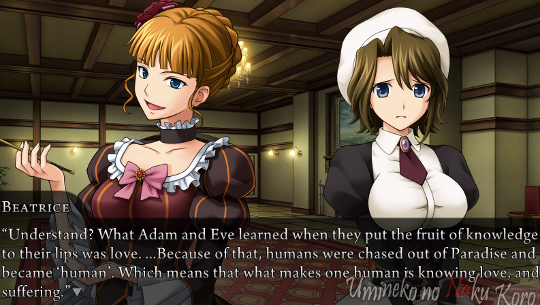 BEATRICE
“Understand? What Adam and Eve learned when they put the fruit of knowledge
to their lips was love. ...Because of that, humans were chased out of Paradise and
became ‘human’. Which means that what makes one human is knowing love, and
suffering.”
Umineko no Naku Koro